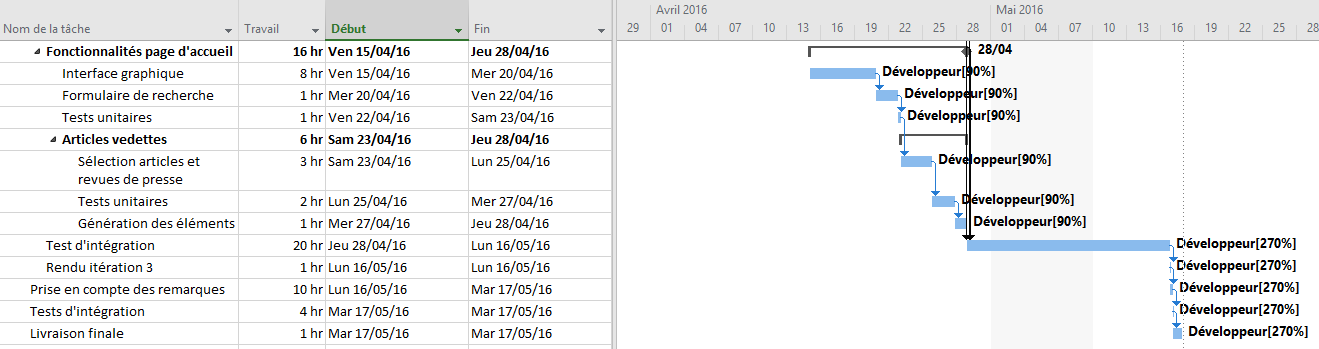 Avril 2016 Mai 2016
Nom de la tâche Travail Début Fin 29 01 04 07 10 13 16 19 22 25 28 01 04 07 10 13 16 19 22 25 28
Fonctionnalités page d'accueil 16 hr Ven 15/04/16 Jeu 28/04/16 28/04
Interface graphique 8 hr Ven 15/04/16 Mer 20/04/16 Développeur[90%]
Formulaire de recherche 1 hr Mer 20/04/16 Ven 22/04/16 Développeur[90%]
Tests unitaires 1 hr Ven 22/04/16 Sam 23/04/16 Développeur[90%]
Articles vedettes 6 hr Sam 23/04/16 Jeu 28/04/16
Sélection articles et 3 hr Sam 23/04/16 Lun 25/04/16 Développeur[90%]
revues de presse
Tests unitaires 2 hr Lun 25/04/16 Mer 27/04/16 Développeur[90%]
Génération des éléments 1 hr Mer 27/04/16 Jeu 28/04/16 Développeur[90%]
Test d'intégration 20 hr Jeu 28/04/16 Lun 16/05/16 Développeur[270%]
Rendu itération 3 1 hr Lun 16/05/16 Lun 16/05/16 Développeur[270%]
Prise en compte des remarques 10 hr Lun 16/05/16 Mar 17/05/16 Développeur[270%]
Tests d'intégration 4 hr Mar 17/05/16 Mar 17/05/16 Développeur[270%]
Livraison finale 1 hr Mar 17/05/16 Mar 17/05/16 Développeur[270%]